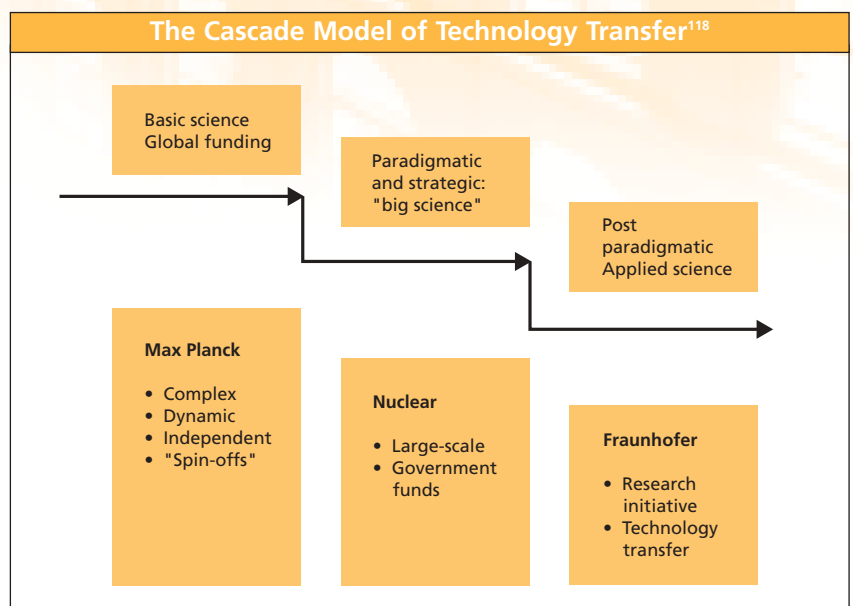 The Cascade Model of Technology Transfer¹¹⁸
Basic science
Global funding
Paradigmatic
and strategic:
"big science"
Post
paradigmatic
Applied science
Max Planck
• Complex
• Dynamic
• Independent
• "Spin-offs"
Nuclear
• Large-scale
• Government
funds
Fraunhofer
• Research
initiative
• Technology
transfer